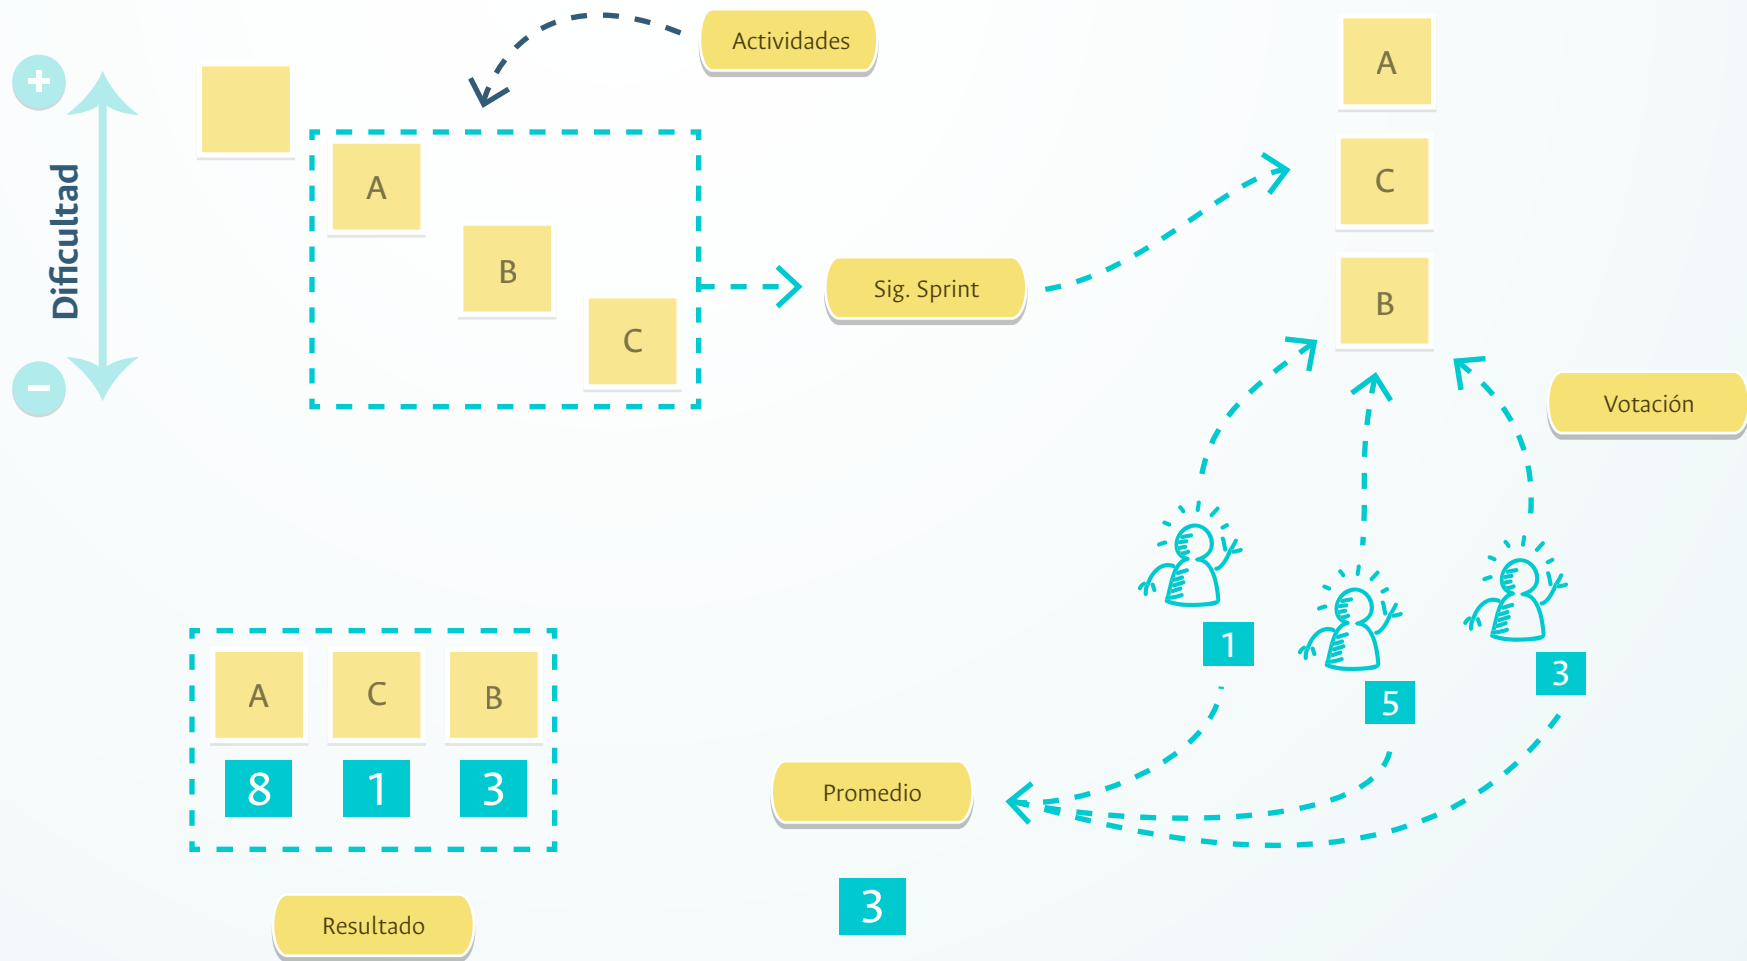 Actividades
+
Dificultad
−
A
B
C
Sig. Sprint
A
C
B
Votación
1
5
3
Promedio
3
A
C
B
8
1
3
Resultado